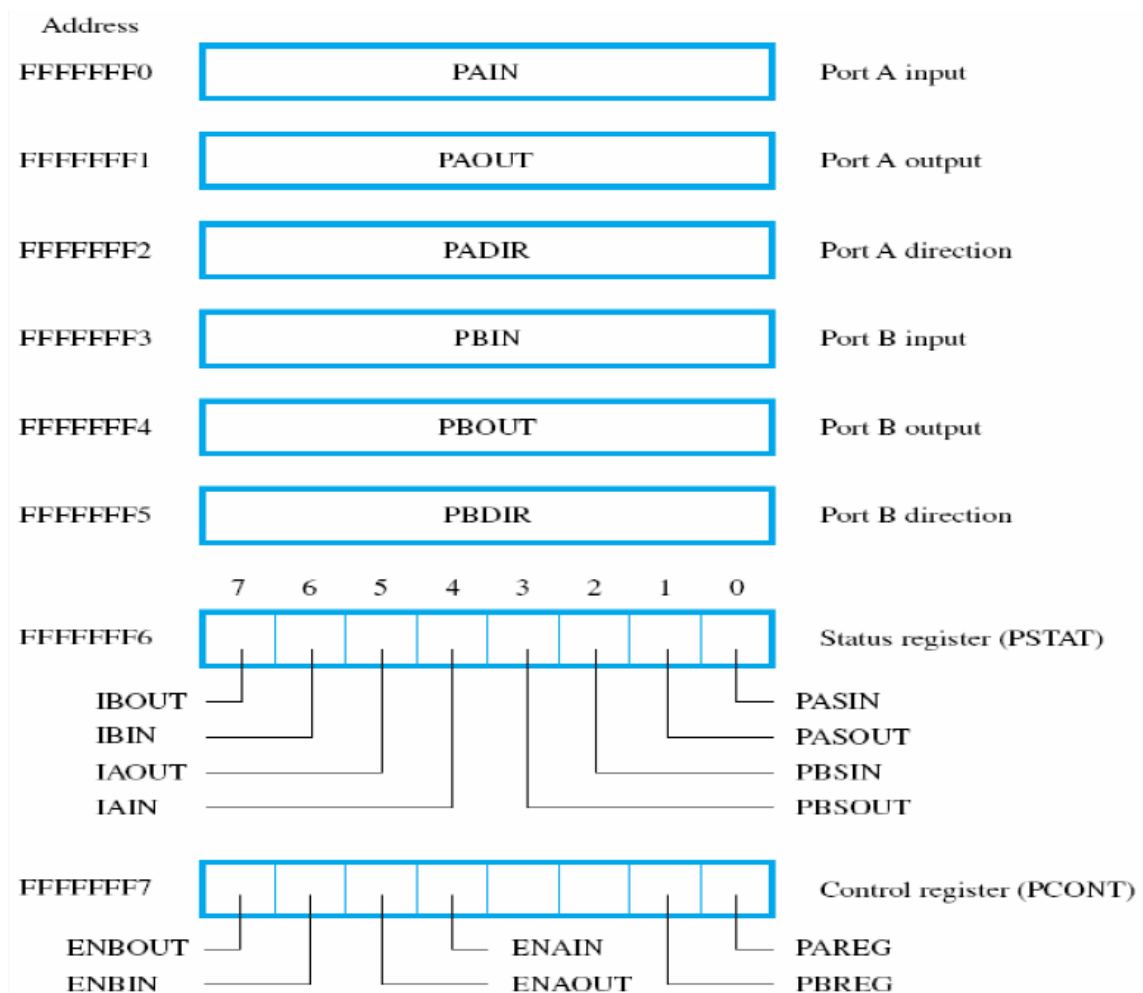 Address
FFFFFFF0 PAIN Port A input
FFFFFFF1 PAOUT Port A output
FFFFFFF2 PADIR Port A direction
FFFFFFF3 PBIN Port B input
FFFFFFF4 PBOUT Port B output
FFFFFFF5 PBDIR Port B direction
7 6 5 4 3 2 1 0
FFFFFFF6 Status register (PSTAT)
IBOUT PASIN
IBIN PASOUT
IAOUT PBSIN
IAIN PBSOUT
FFFFFFF7 Control register (PCONT)
ENBOUT ENAIN PAREG
ENBIN ENAOUT PBREG